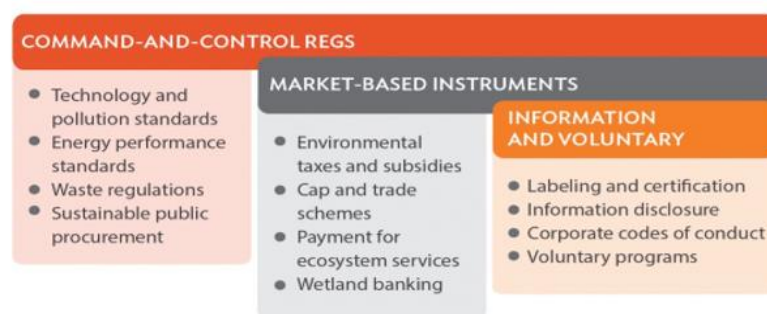 COMMAND-AND-CONTROL REGS
● Technology and
pollution standards
● Energy performance
standards
● Waste regulations
● Sustainable public
procurement
MARKET-BASED INSTRUMENTS
● Environmental
taxes and subsidies
● Cap and trade
schemes
● Payment for
ecosystem services
● Wetland banking
INFORMATION
AND VOLUNTARY
● Labeling and certification
● Information disclosure
● Corporate codes of conduct
● Voluntary programs